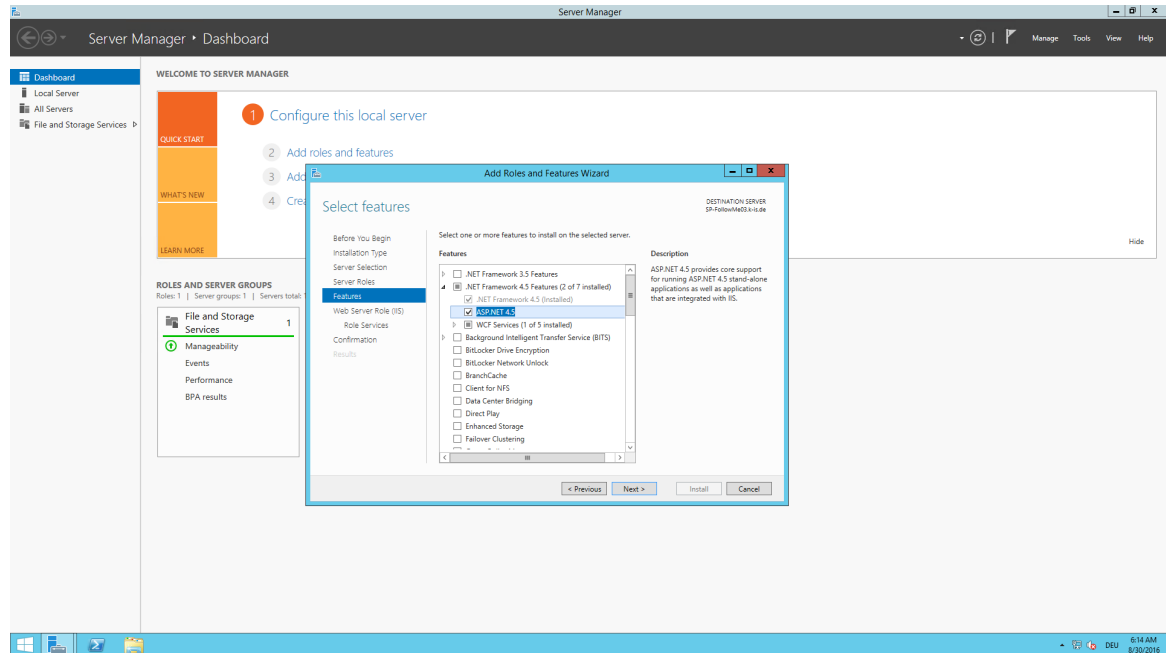 Server Manager
Server Manager • Dashboard
Manage Tools View Help
Dashboard
Local Server
All Servers
File and Storage Services
WELCOME TO SERVER MANAGER
QUICK START
WHAT'S NEW
LEARN MORE
1 Configure this local server
2 Add roles and features
3 Add
4 Crea
Hide
ROLES AND SERVER GROUPS
Roles: 1 | Server groups: 1 | Servers total:
File and Storage Services 1
Manageability
Events
Performance
BPA results
Add Roles and Features Wizard
Select features
DESTINATION SERVER
SP-FollowMe03.k-is.de
Before You Begin
Installation Type
Server Selection
Server Roles
Features
Web Server Role (IIS)
Role Services
Confirmation
Results
Select one or more features to install on the selected server.
Features
.NET Framework 3.5 Features
.NET Framework 4.5 Features (2 of 7 installed)
.NET Framework 4.5 (Installed)
ASP.NET 4.5
WCF Services (1 of 5 installed)
Background Intelligent Transfer Service (BITS)
BitLocker Drive Encryption
BitLocker Network Unlock
BranchCache
Client for NFS
Data Center Bridging
Direct Play
Enhanced Storage
Failover Clustering
Description
ASP.NET 4.5 provides core support
for running ASP.NET 4.5 stand-alone
applications as well as applications
that are integrated with IIS.
< Previous Next > Install Cancel
DEU 6:14 AM
8/30/2016